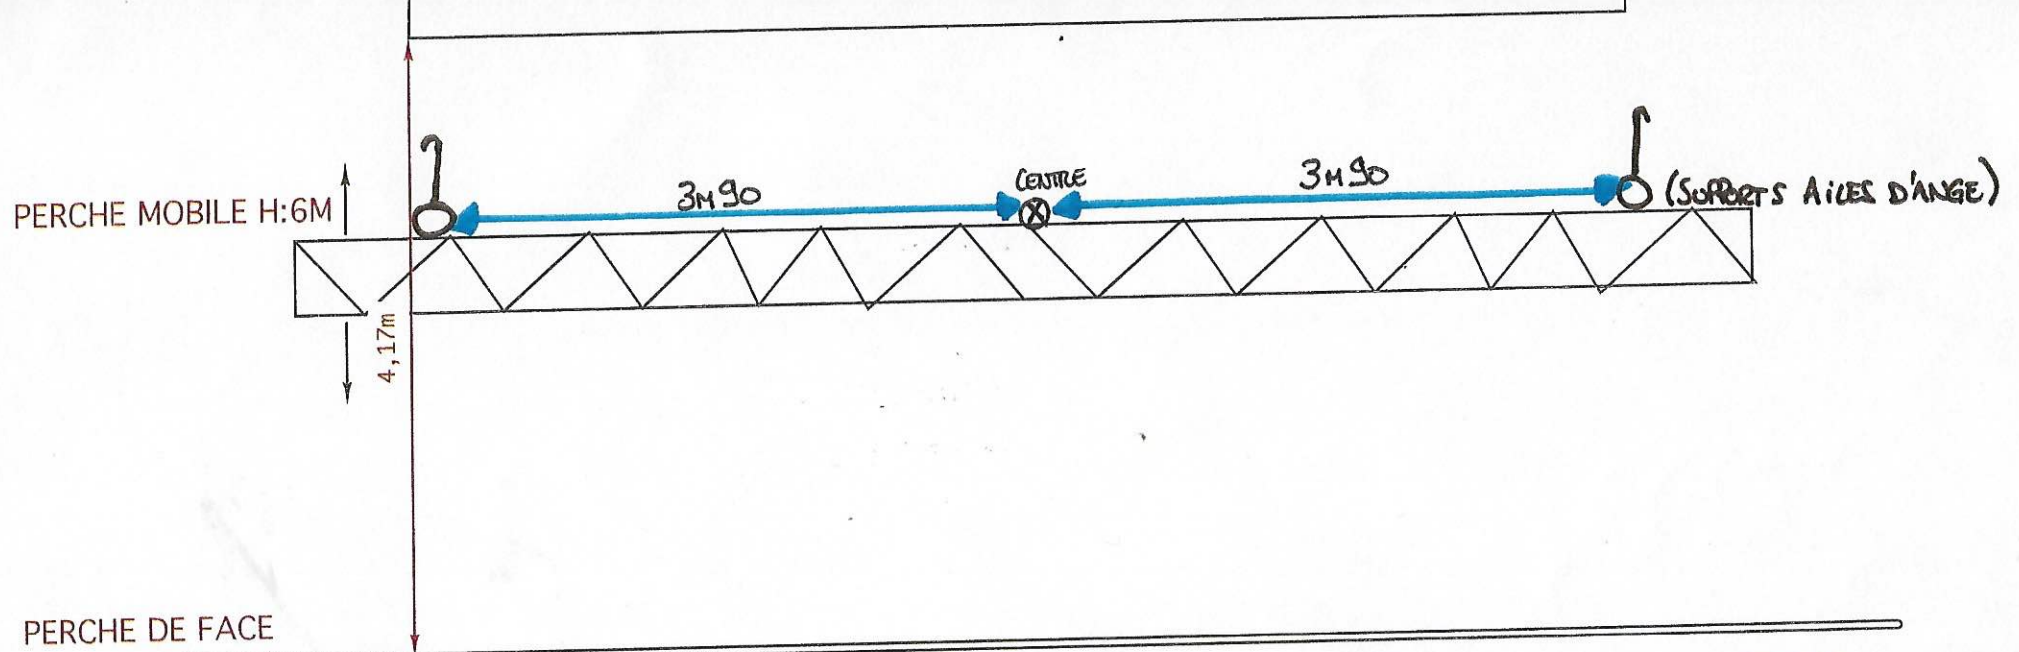 3M90
CENTRE
3M90
(SUPPORTS AILES D'ANGE)
PERCHE MOBILE H:6M
4,17m
PERCHE DE FACE